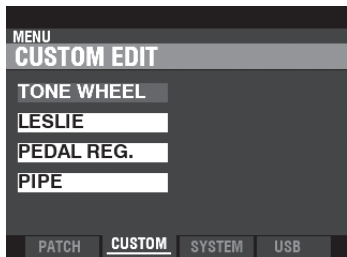 MENU
CUSTOM EDIT
TONE WHEEL
LESLIE
PEDAL REG.
PIPE
PATCH CUSTOM SYSTEM USB